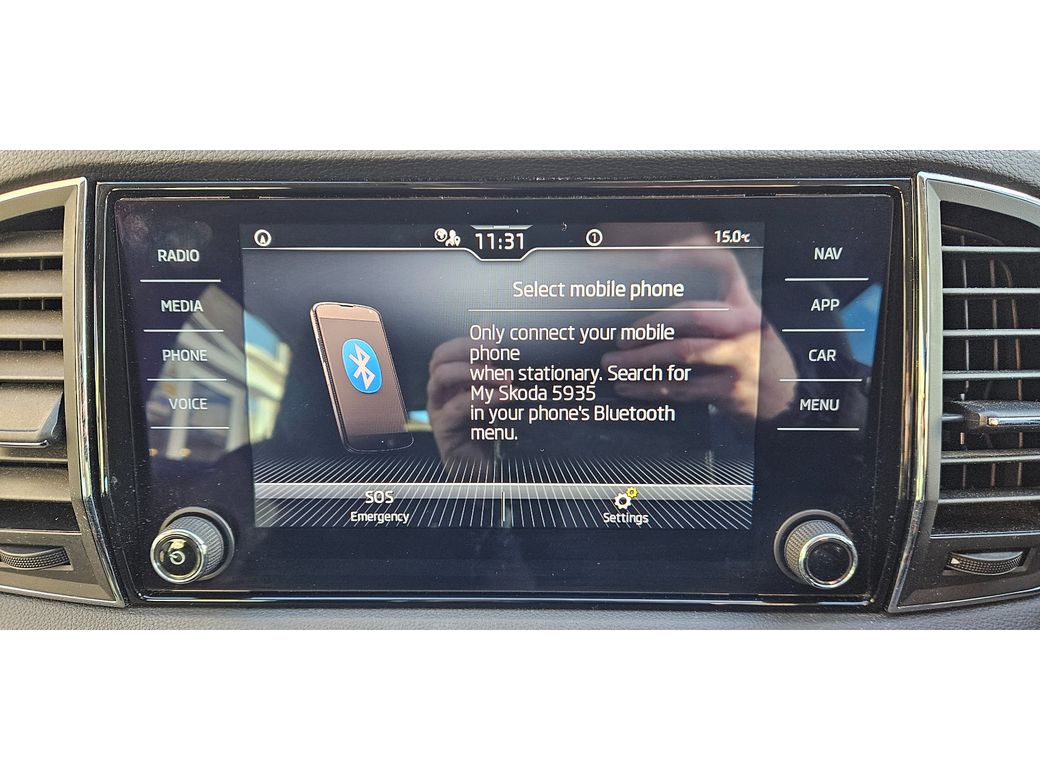 RADIO
MEDIA
PHONE
VOICE
11:31
1
15.0°C
Select mobile phone
Only connect your mobile
phone
when stationary. Search for
My Skoda 5935
in your phone's Bluetooth
menu.
SOS
Emergency
Settings
NAV
APP
CAR
MENU